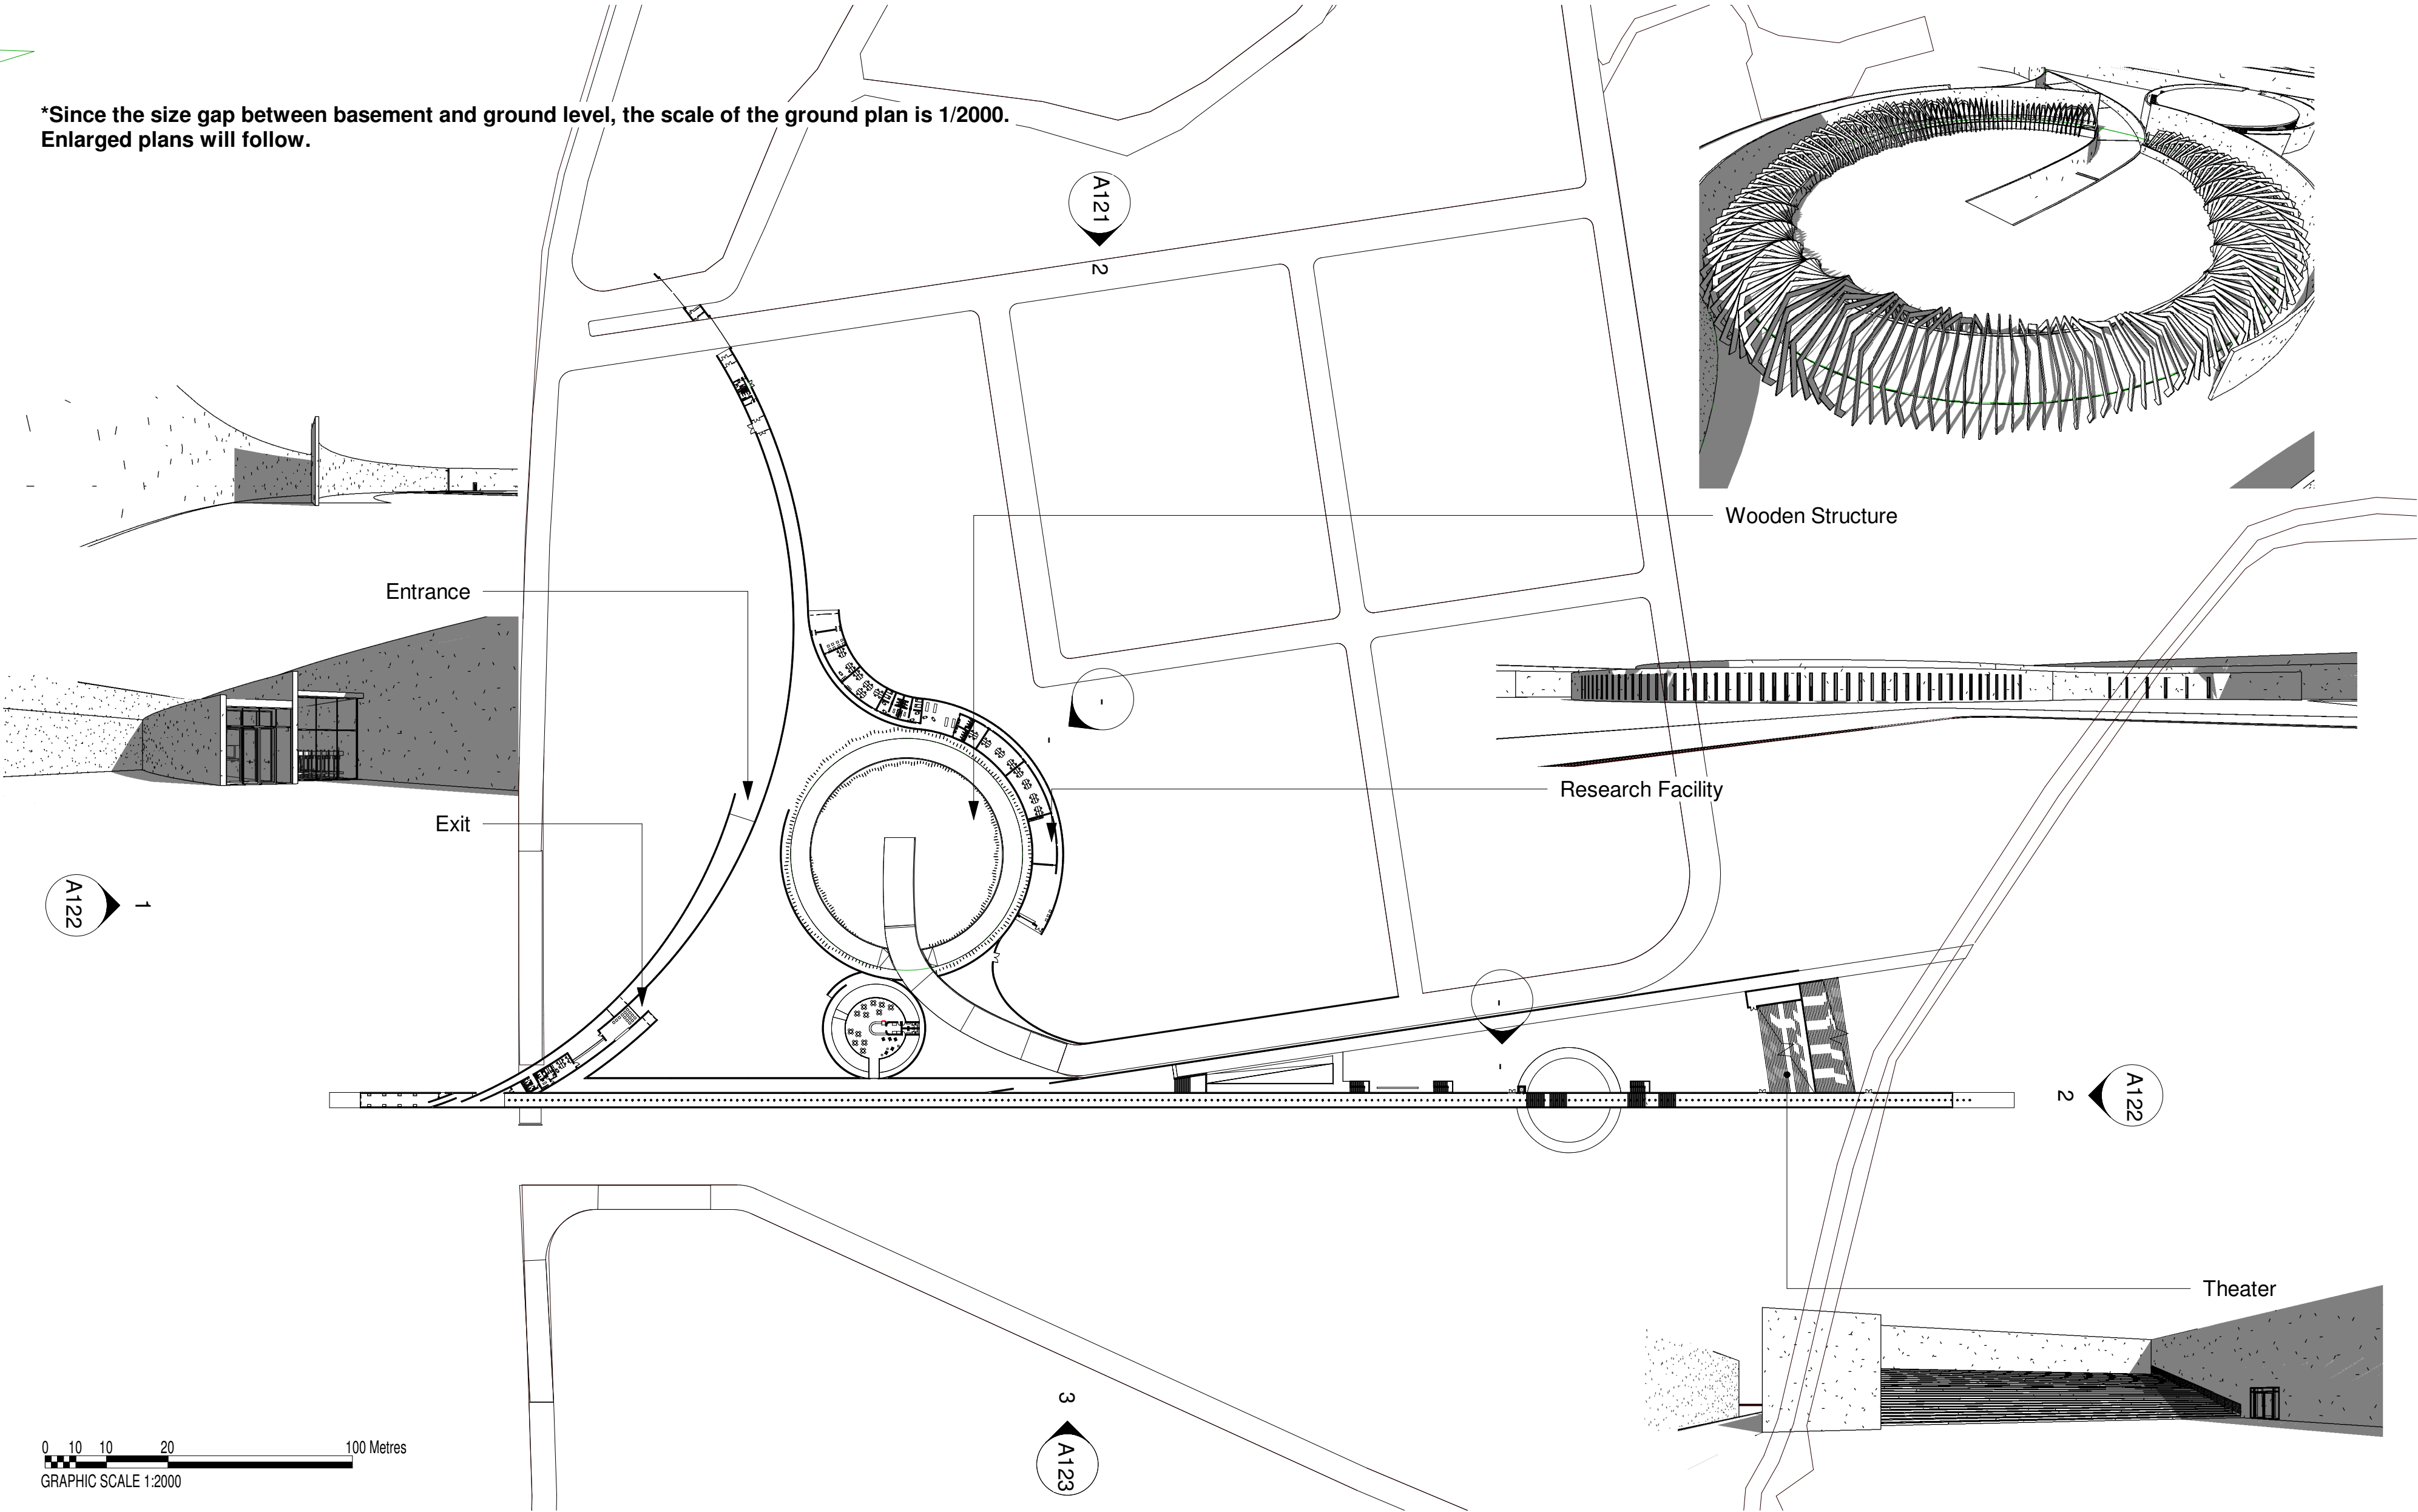 *Since the size gap between basement and ground level, the scale of the ground plan is 1/2000.
Enlarged plans will follow.
A121
2
Wooden Structure
Entrance
Research Facility
Exit
A122
1
A122
2
Theater
3
A123
0 10 10 20 100 Metres
GRAPHIC SCALE 1:2000